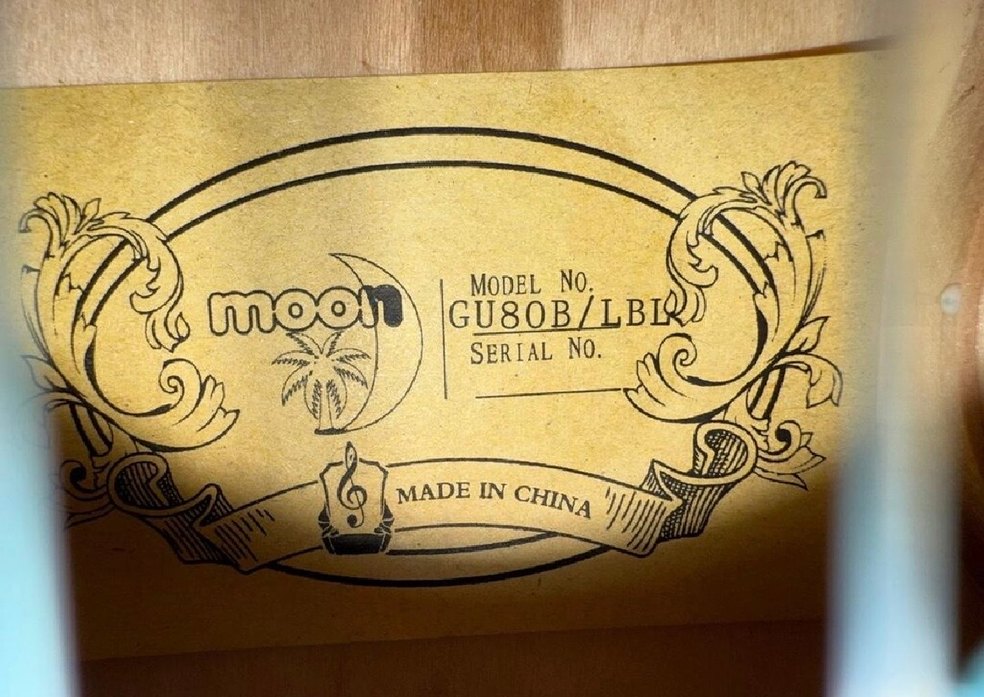 moon
MODEL NO.
GU80B/LBL
SERIAL NO.
MADE IN CHINA